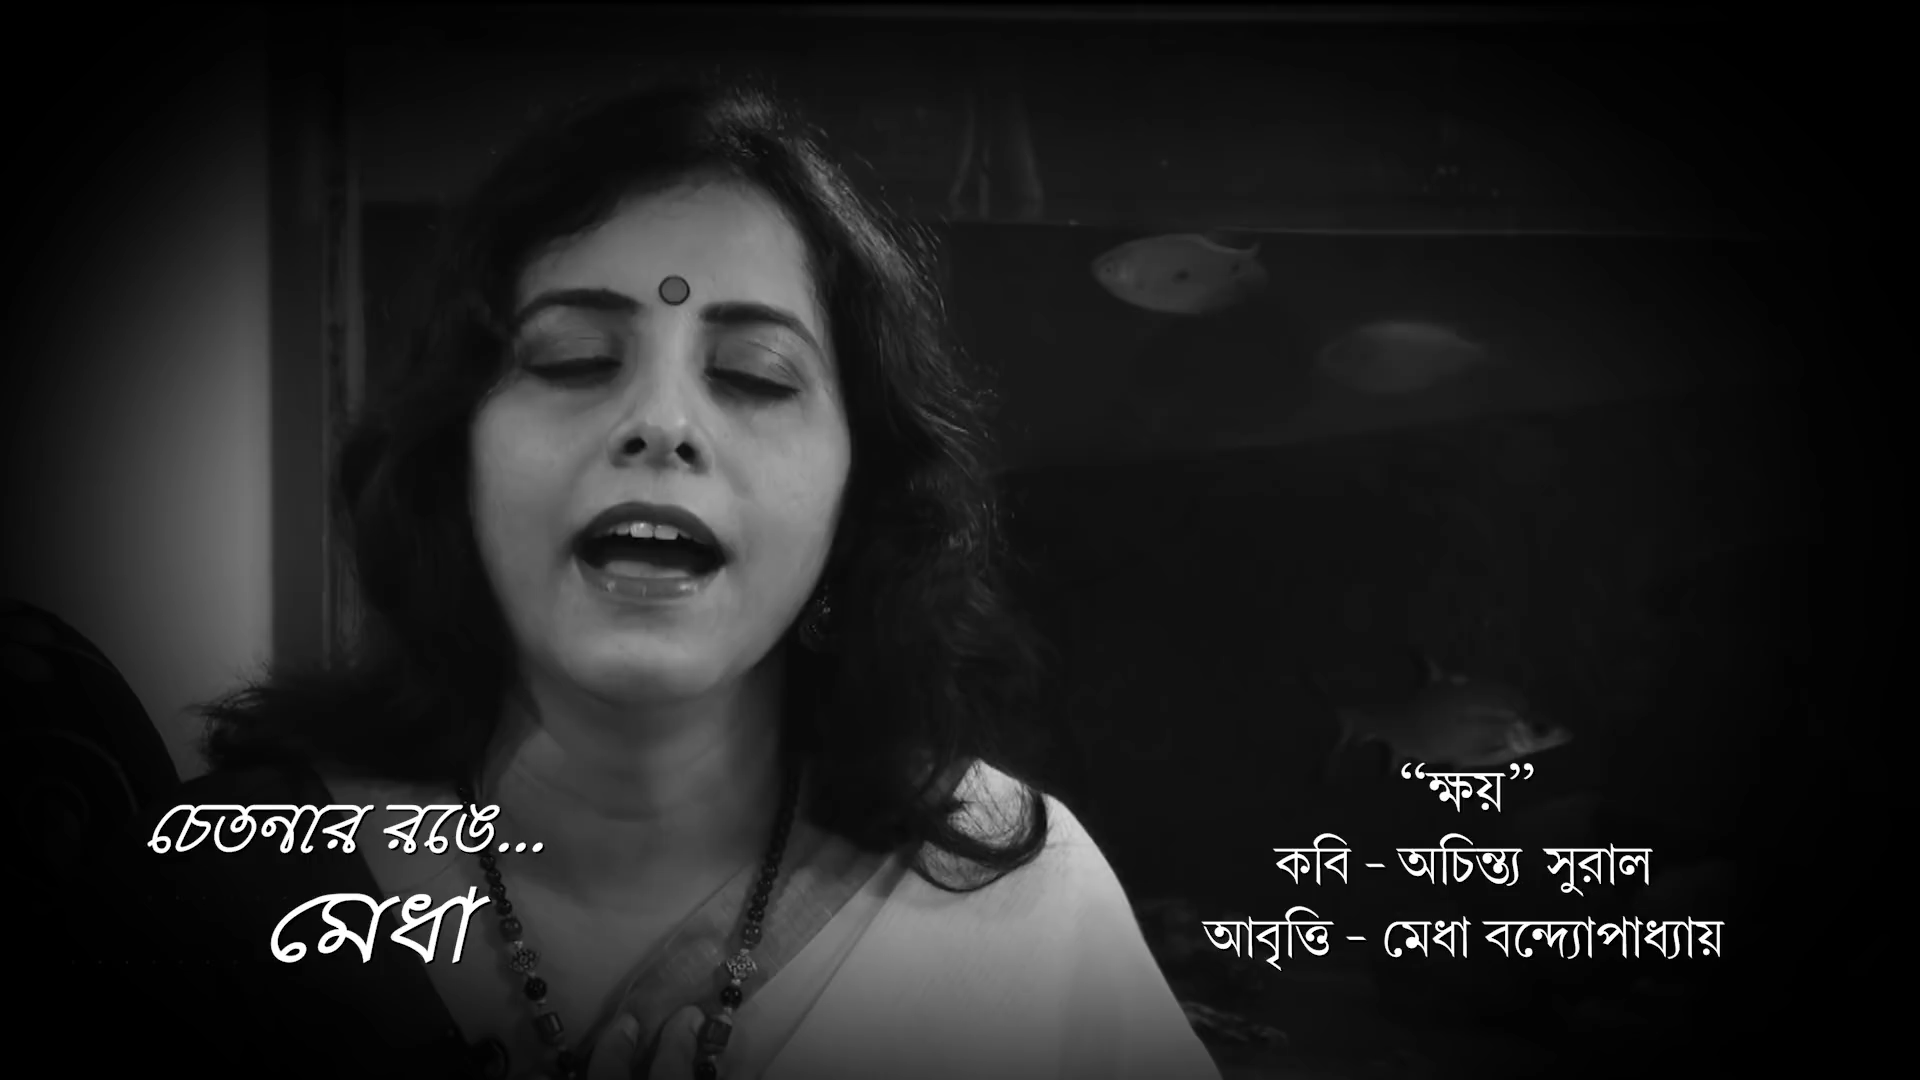 চেতনার রঙে...
মেধা
“ক্ষয়”
কবি - অচিন্ত্য সুরাল
আবৃত্তি - মেধা বন্দ্যোপাধ্যায়